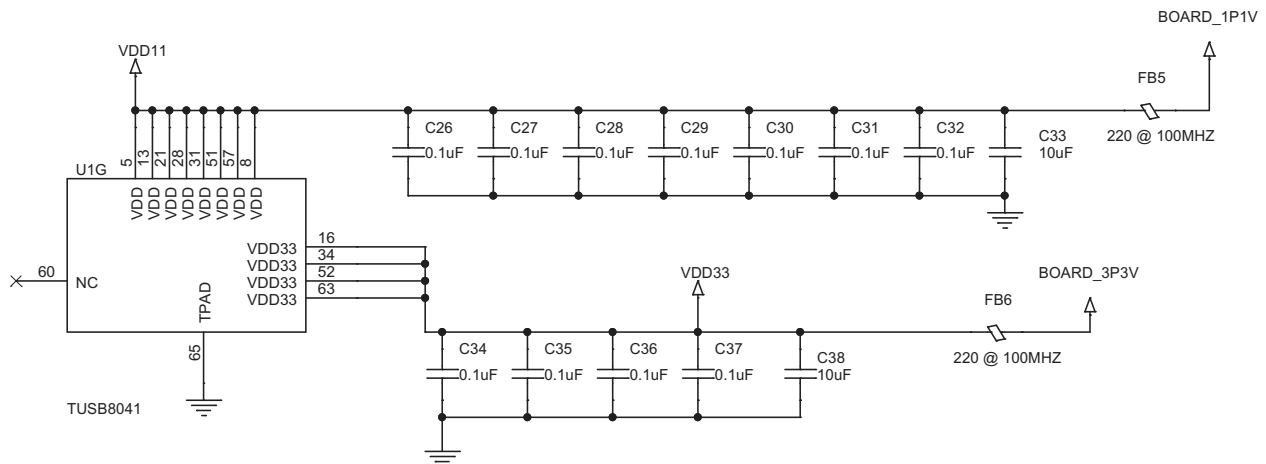 BOARD_1P1V
VDD11
FB5
220 @ 100MHZ
C26
0.1uF
C27
0.1uF
C28
0.1uF
C29
0.1uF
C30
0.1uF
C31
0.1uF
C32
0.1uF
C33
10uF
5
13
21
28
31
51
57
8
U1G
VDD
VDD
VDD
VDD
VDD
VDD
VDD
VDD
VDD33 16
VDD33 34
VDD33 52
VDD33 63
60 NC
TPAD
65
TUSB8041
VDD33
BOARD_3P3V
FB6
220 @ 100MHZ
C34
0.1uF
C35
0.1uF
C36
0.1uF
C37
0.1uF
C38
10uF